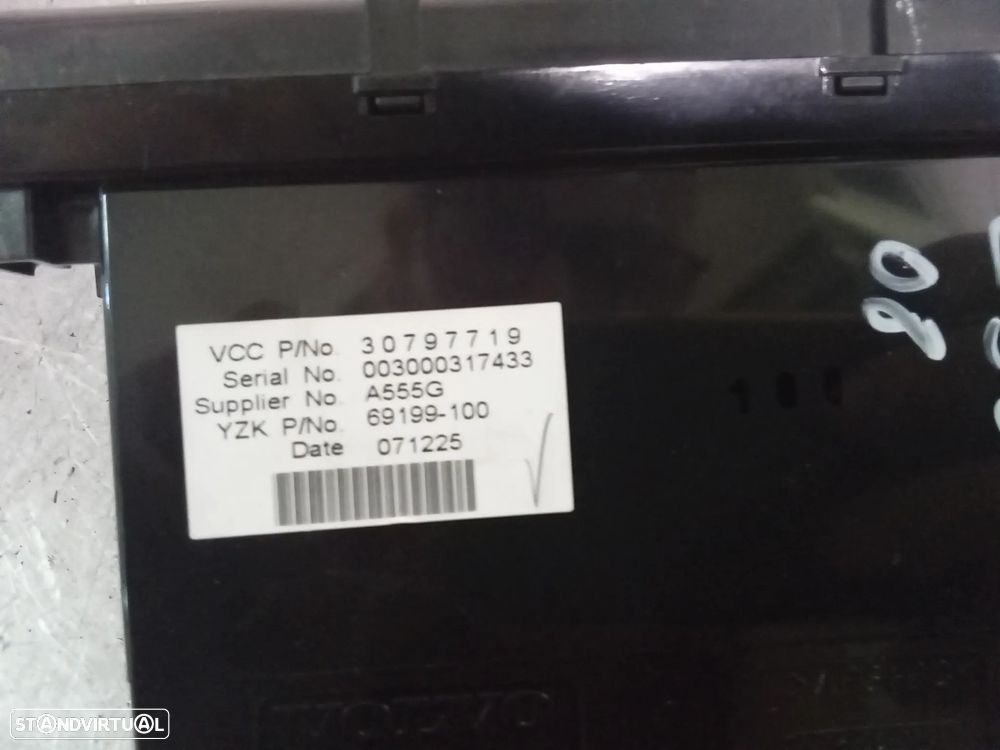 VCC P/No. 30797719
Serial No. 003000317433
Supplier No. A555G
YZK P/No. 69199-100
Date 071225
STANDVIRTUAL